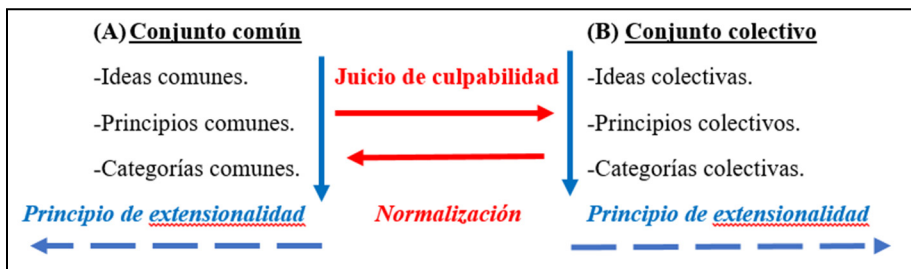 (A) Conjunto común
(B) Conjunto colectivo
-Ideas comunes.
Juicio de culpabilidad
-Ideas colectivas.
-Principios comunes.
-Principios colectivos.
-Categorías comunes.
-Categorías colectivas.
Principio de extensionalidad
Normalización
Principio de extensionalidad